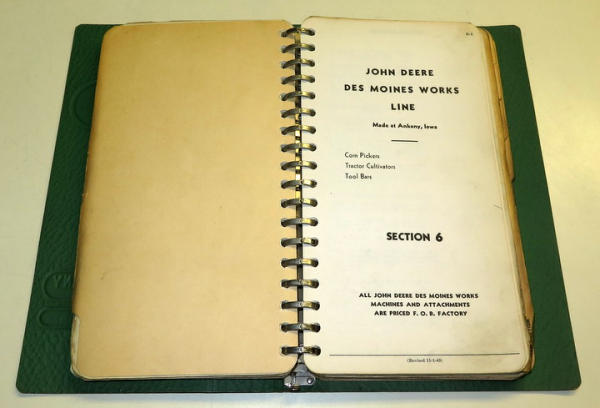 JOHN DEERE
DES MOINES WORKS
LINE
Made at Ankeny, Iowa
Corn Pickers
Tractor Cultivators
Tool Bars
SECTION 6
ALL JOHN DEERE DES MOINES WORKS
MACHINES AND ATTACHMENTS
ARE PRICED F. O. B. FACTORY